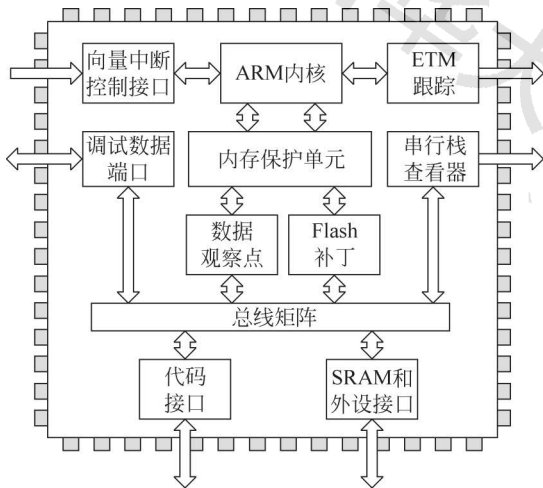 向量中断
控制接口
ARM内核
ETM
跟踪
调试数据
端口
内存保护单元
串行栈
查看器
数据
观察点
Flash
补丁
总线矩阵
代码
接口
SRAM和
外设接口